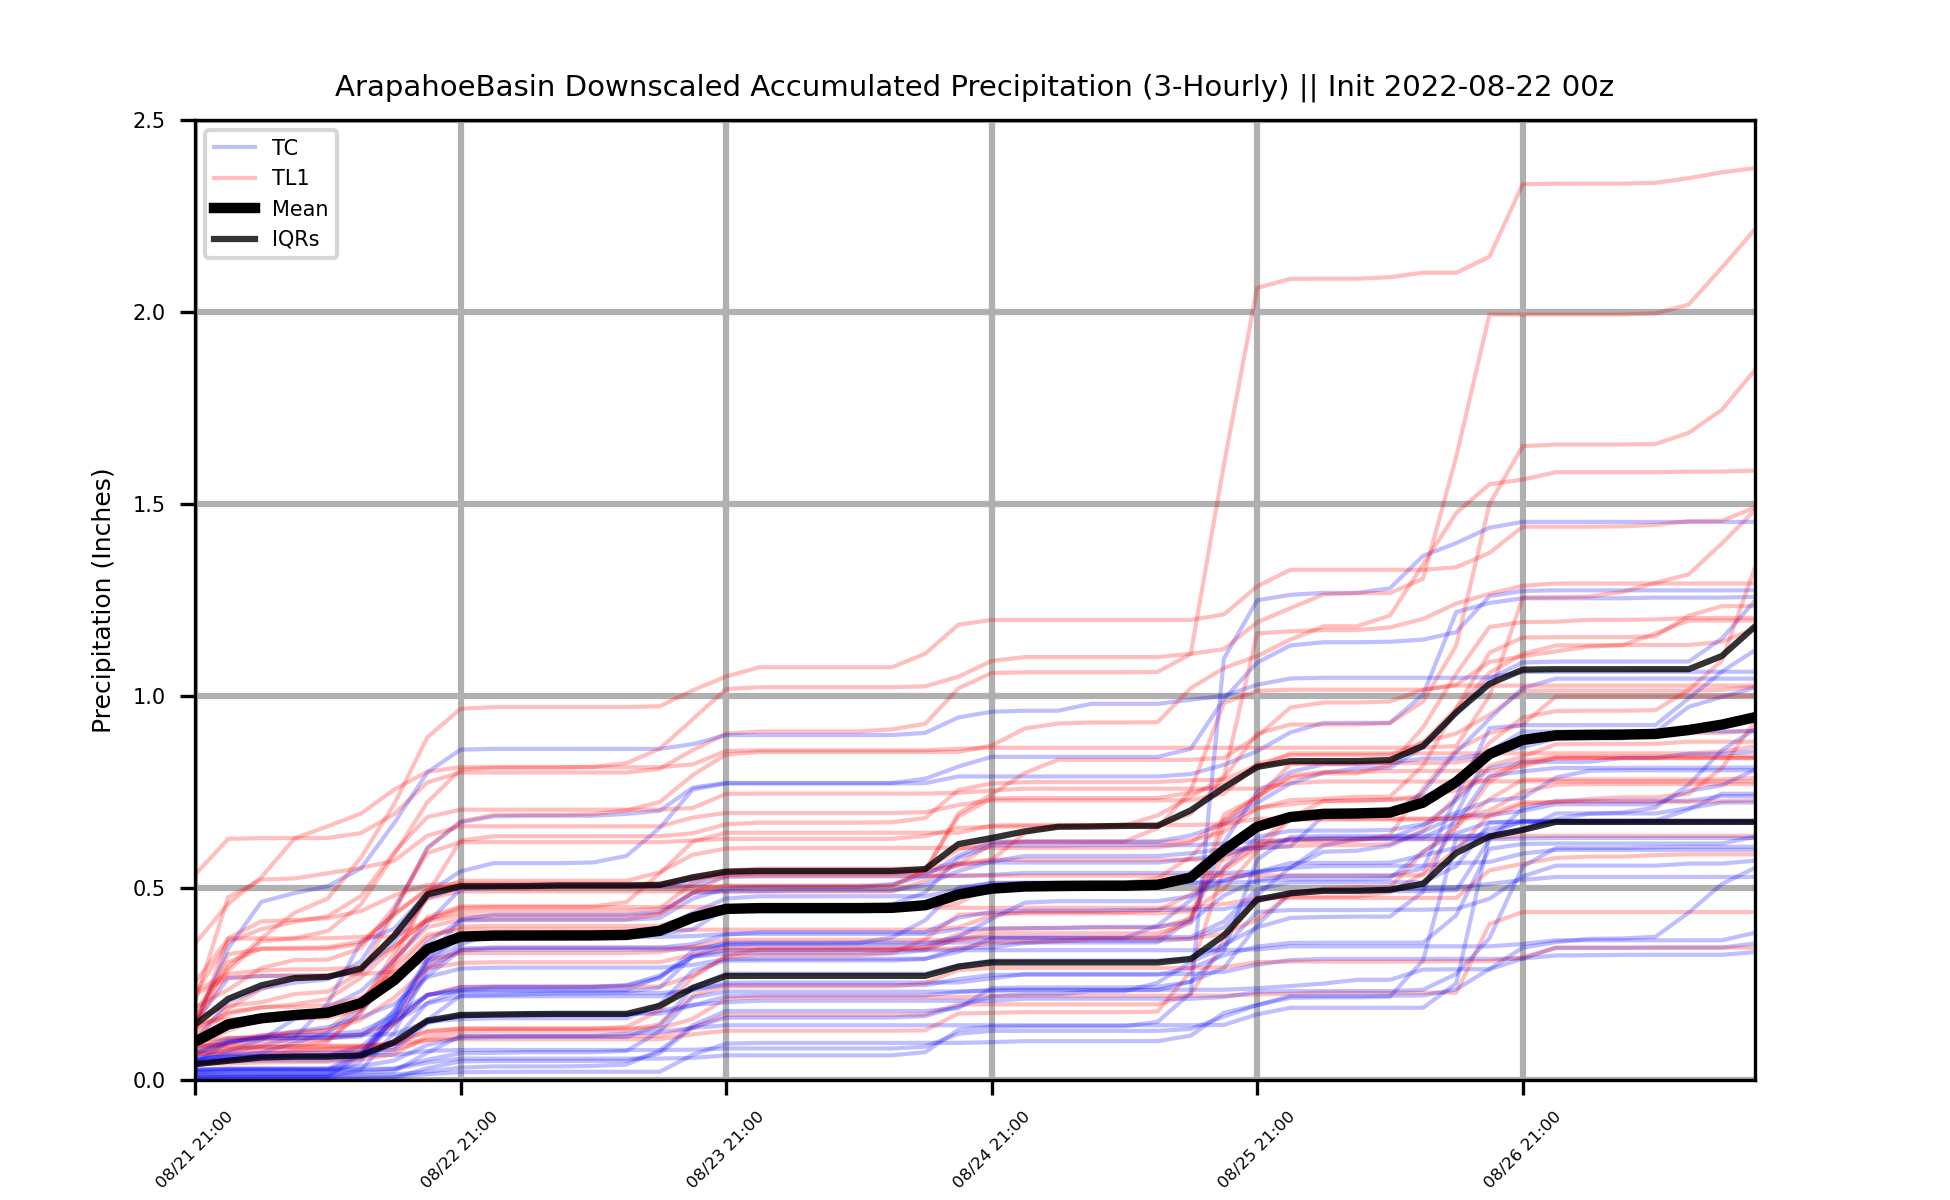 ArapahoeBasin Downscaled Accumulated Precipitation (3-Hourly) || Init 2022-08-22 00z
TC
TL1
Mean
IQRs
Precipitation (Inches)
2.5
2.0
1.5
1.0
0.5
0.0
08/21 21:00
08/22 21:00
08/23 21:00
08/24 21:00
08/25 21:00
08/26 21:00